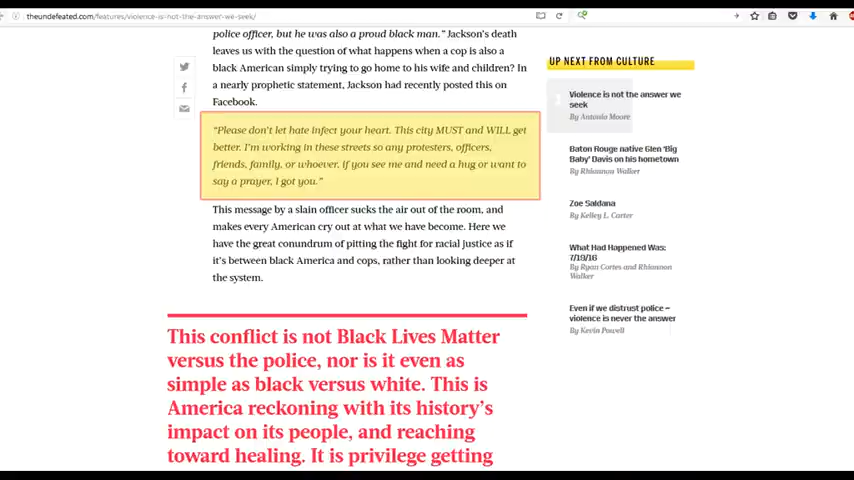 theundefeated.com/features/violence-is-not-the-answer-we-seek/
police officer, but he was also a proud black man.” Jackson's death
leaves us with the question of what happens when a cop is also a
black American simply trying to go home to his wife and children? In
a nearly prophetic statement, Jackson had recently posted this on
Facebook.
“Please don't let hate infect your heart. This city MUST and WILL get
better. I'm working in these streets so any protesters, officers,
friends, family, or whoever, if you see me and need a hug or want to
say a prayer, I got you.”
This message by a slain officer sucks the air out of the room, and
makes every American cry out at what we have become. Here we
have the great conundrum of pitting the fight for racial justice as if
it's between black America and cops, rather than looking deeper at
the system.
This conflict is not Black Lives Matter
versus the police, nor is it even as
simple as black versus white. This is
America reckoning with its history's
impact on its people, and reaching
toward healing. It is privilege getting
UP NEXT FROM CULTURE
Violence is not the answer we
seek
By Antonio Moore
Baton Rouge native Glen 'Big
Baby' Davis on his hometown
By Rhiannon Walker
Zoe Saldana
By Kelley L. Carter
What Had Happened Was:
7/19/16
By Ryan Cortes and Rhiannon
Walker
Even if we distrust police –
violence is never the answer
By Kevin Powell